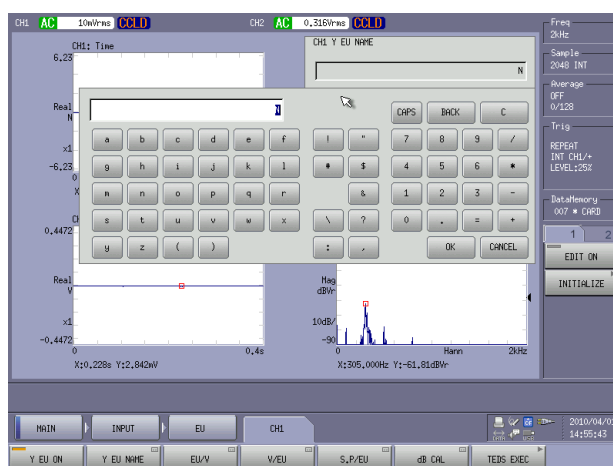 CH1 AC 10mVrms CCLD CH2 AC 0.316Vrms CCLD
Freq
2kHz
Sample
2048 INT
Average
OFF
0/128
Trig
REPEAT
INT CH1/+
LEVEL:25%
DataMemory
007 * CARD
1 2
EDIT ON
INITIALIZE
CH1: Time
6.23
Real
N
x1
-6.23
0
X
CH1 Y EU NAME
N
N
CAPS BACK C
a b c d e f ! " 7 8 9 /
g h i j k l # $ 4 5 6 *
m n o p q r & 1 2 3 -
s t u v w x \ ? 0 . = +
y z ( ) : , OK CANCEL
0.4472
Real
V
x1
-0.4472
0 0.4s
X:0.228s Y:2.842mV
Mag
dBVr
10dB/
-90
0 Hann 2kHz
X:305.000Hz Y:-61.81dBVr
MAIN INPUT EU CH1
DATA USB
2010/04/01
14:55:43
Y EU ON Y EU NAME EU/V V/EU S.P/EU dB CAL TEDS EXEC